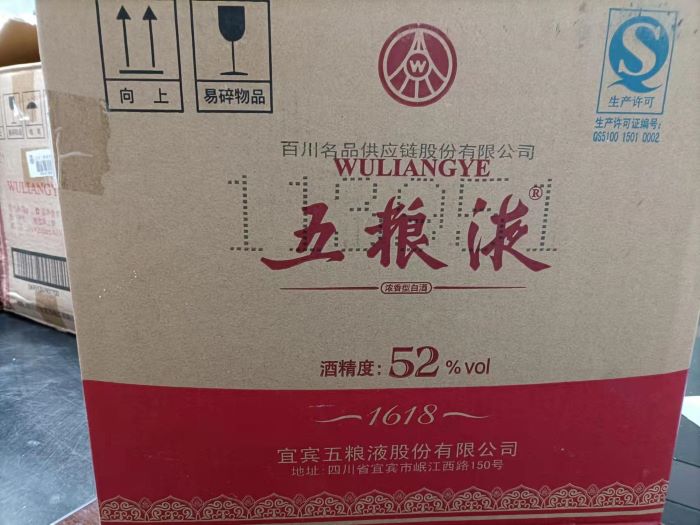 向 上
易碎物品
W
生产许可
生产许可证编号:
QS5100 1501 0002
百川名品供应链股份有限公司
WULIANGYE
五粮液®
浓香型白酒
酒精度: 52 % vol
1618
宜宾五粮液股份有限公司
地址: 四川省宜宾市岷江西路150号
WULIANGYE